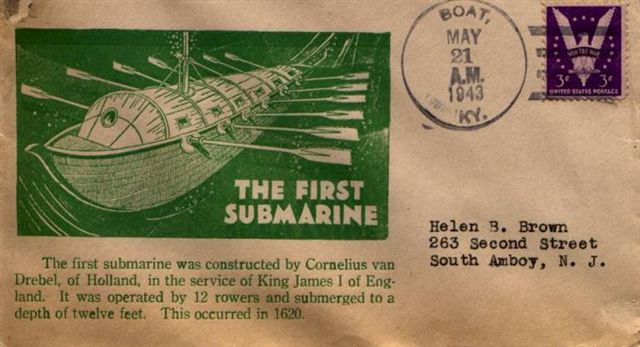 THE FIRST
SUBMARINE
The first submarine was constructed by Cornelius van
Drebel, of Holland, in the service of King James I of Eng-
land. It was operated by 12 rowers and submerged to a
depth of twelve feet. This occurred in 1620.
BOAT,
MAY
21
A.M.
1943
KY.
WIN THE WAR
3¢ 3¢
UNITED STATES POSTAGE
Helen B. Brown
263 Second Street
South Amboy, N. J.